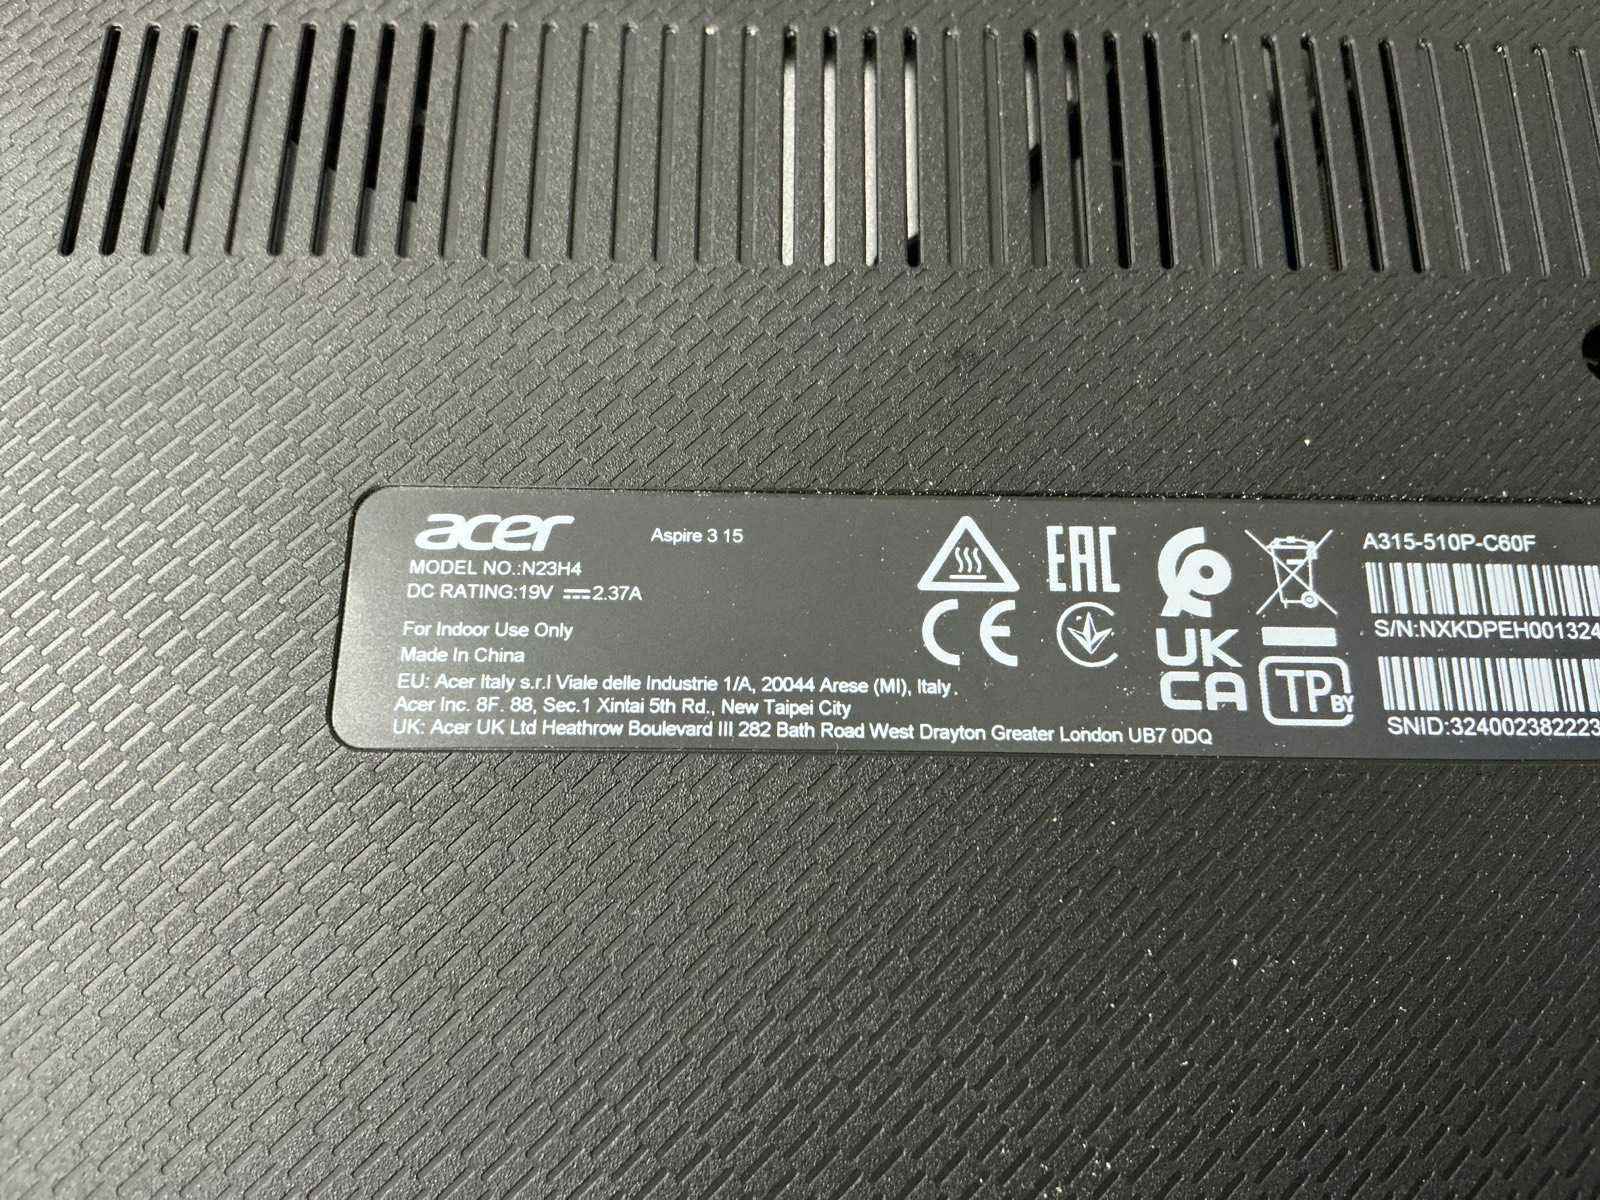 acer
Aspire 3 15
MODEL NO.:N23H4
DC RATING:19V ⎓2.37A
For Indoor Use Only
Made In China
EU: Acer Italy s.r.l Viale delle Industrie 1/A, 20044 Arese (MI), Italy.
Acer Inc. 8F. 88, Sec.1 Xintai 5th Rd., New Taipei City
UK: Acer UK Ltd Heathrow Boulevard III 282 Bath Road West Drayton Greater London UB7 0DQ
EAC
CE
UK
CA
TP
BY
A315-510P-C60F
S/N:NXKDPEH001324
SNID:324002382223